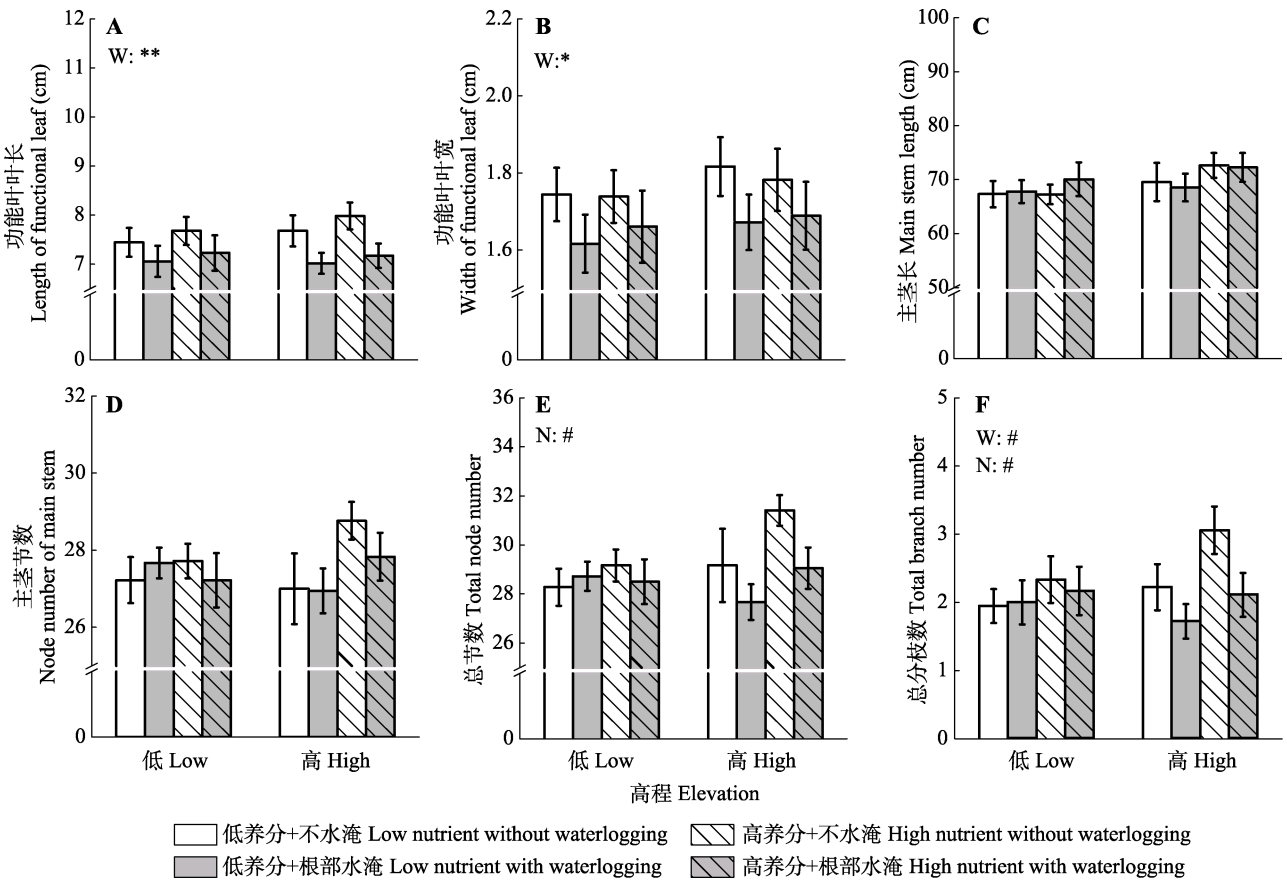 A
W: **
功能叶叶长
Length of functional leaf (cm)
12
11
10
9
8
7
0
B
W:*
功能叶叶宽
Width of functional leaf (cm)
2.2
2.0
1.8
1.6
0
C
主茎长 Main stem length (cm)
100
90
80
70
60
50
0
D
主茎节数
Node number of main stem
32
30
28
26
0
低 Low
高 High
E
N: #
总节数 Total node number
36
34
32
30
28
26
0
低 Low
高 High
F
W: #
N: #
总分枝数 Total branch number
5
4
3
2
1
0
低 Low
高 High
高程 Elevation
低养分+不水淹 Low nutrient without waterlogging
高养分+不水淹 High nutrient without waterlogging
低养分+根部水淹 Low nutrient with waterlogging
高养分+根部水淹 High nutrient with waterlogging